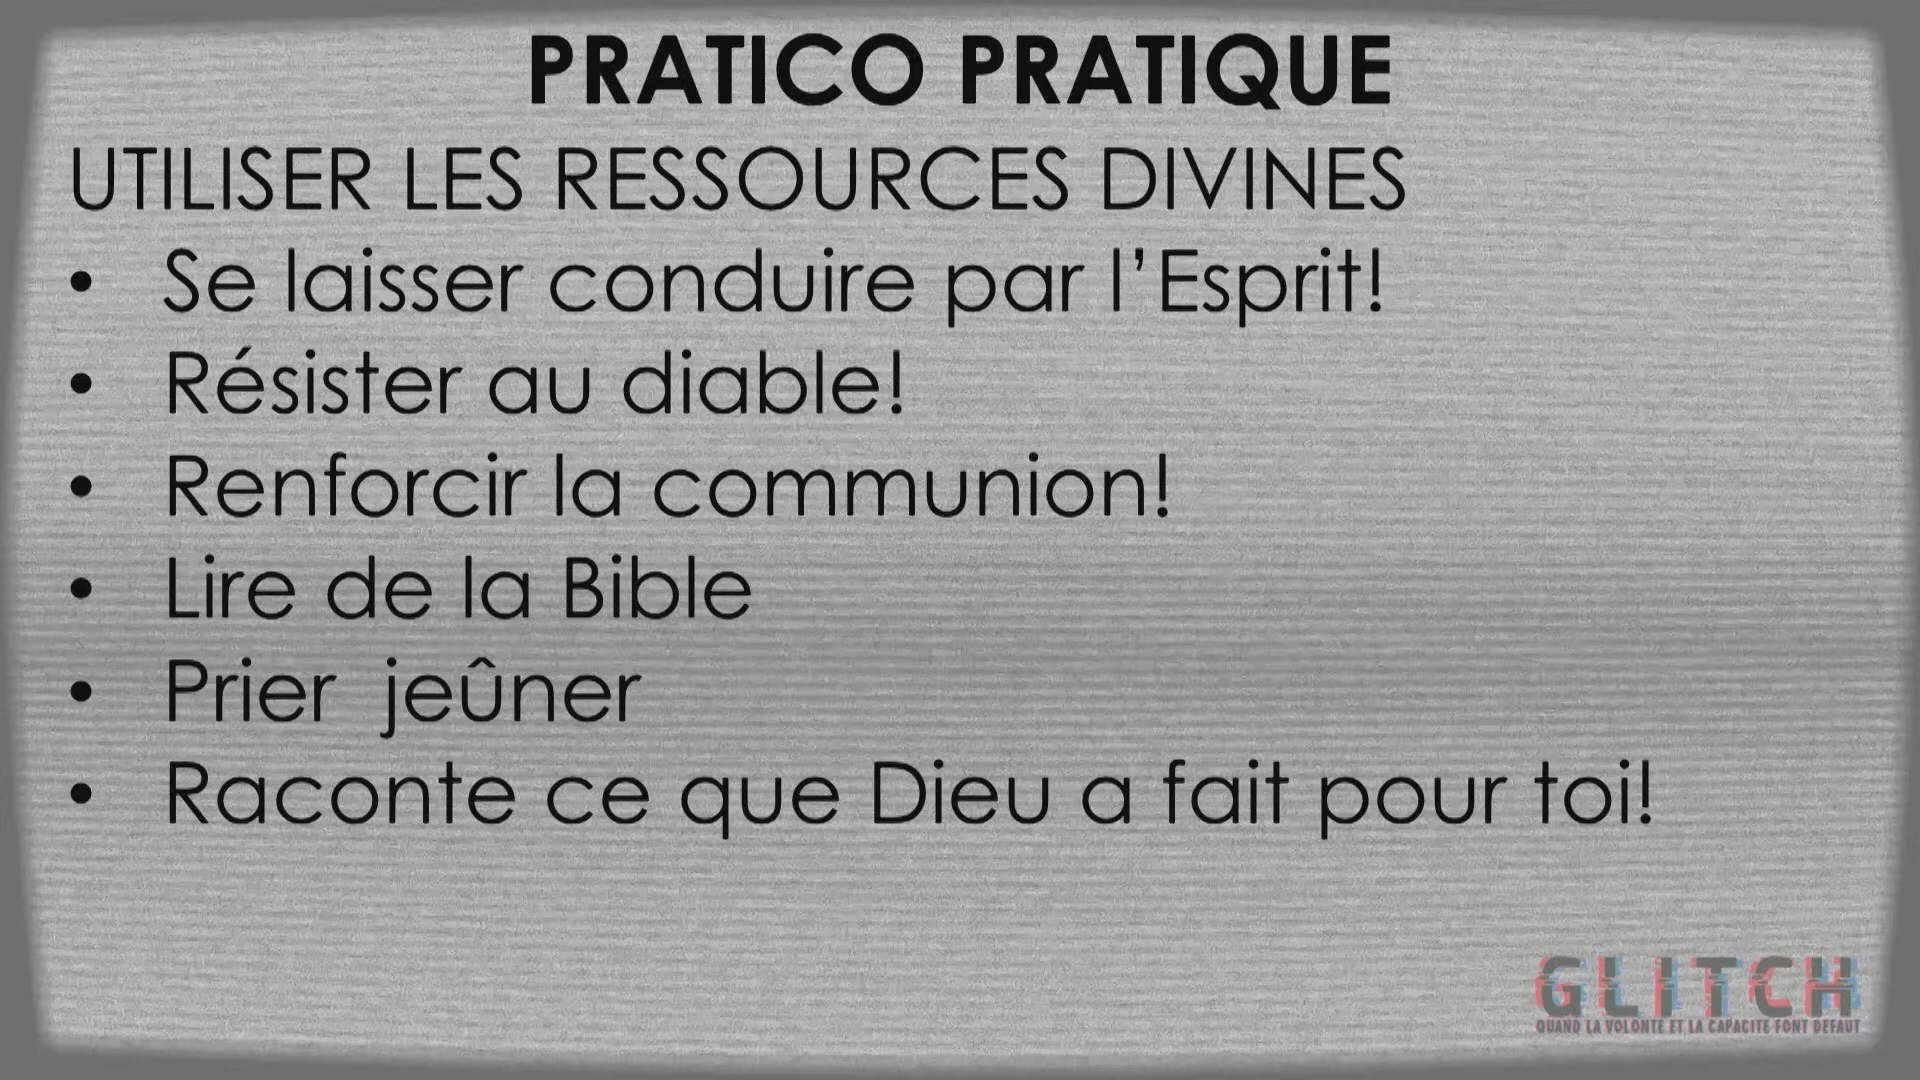 PRATICO PRATIQUE
UTILISER LES RESSOURCES DIVINES
• Se laisser conduire par l’Esprit!
• Résister au diable!
• Renforcir la communion!
• Lire de la Bible
• Prier  jeûner
• Raconte ce que Dieu a fait pour toi!
GLITCH
QUAND LA VOLONTE ET LA CAPACITE FONT DEFAUT